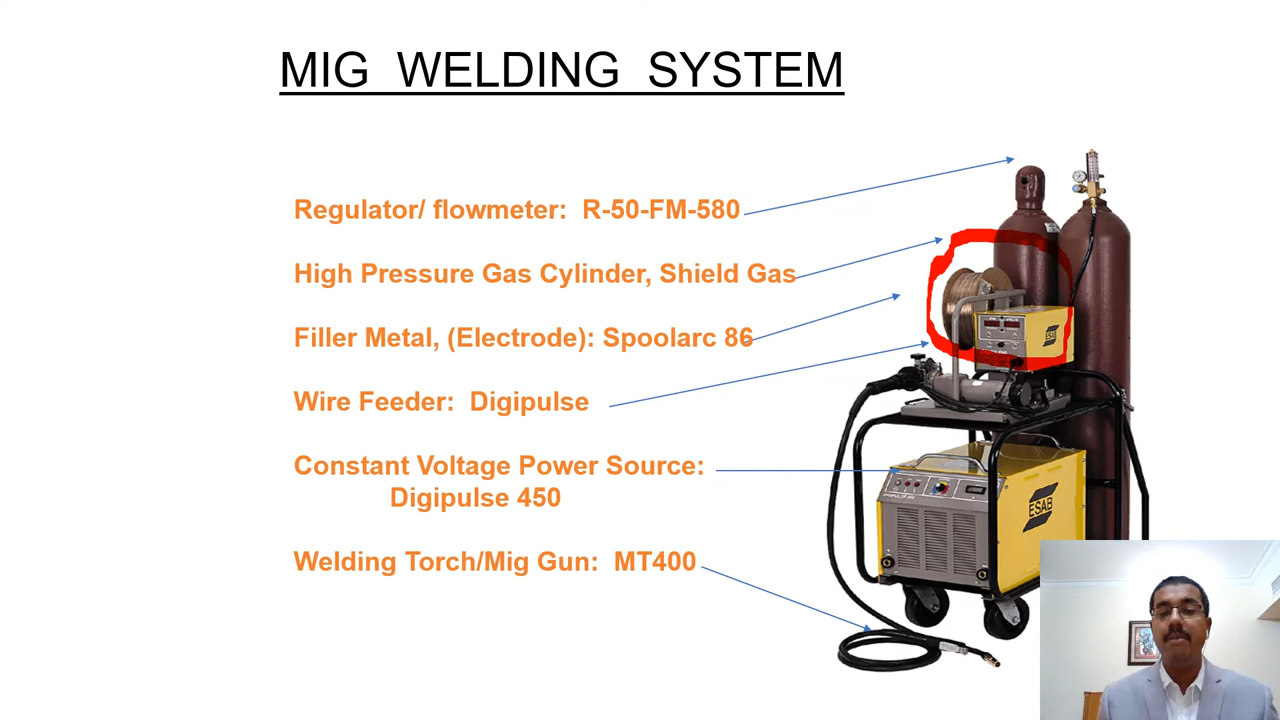 MIG WELDING SYSTEM
Regulator/ flowmeter: R-50-FM-580
High Pressure Gas Cylinder, Shield Gas
Filler Metal, (Electrode): Spoolarc 86
Wire Feeder: Digipulse
Constant Voltage Power Source:
Digipulse 450
Welding Torch/Mig Gun: MT400
ESAB
ESAB